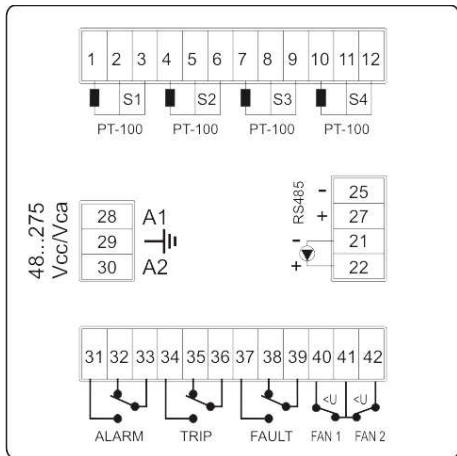 1 2 3 4 5 6 7 8 9 10 11 12
S1 S2 S3 S4
PT-100 PT-100 PT-100 PT-100
48...275
Vcc/Vca
28 A1
29
30 A2
RS485
- 25
+ 27
- 21
+ 22
31 32 33 34 35 36 37 38 39 40 41 42
<U <U
ALARM TRIP FAULT FAN 1 FAN 2